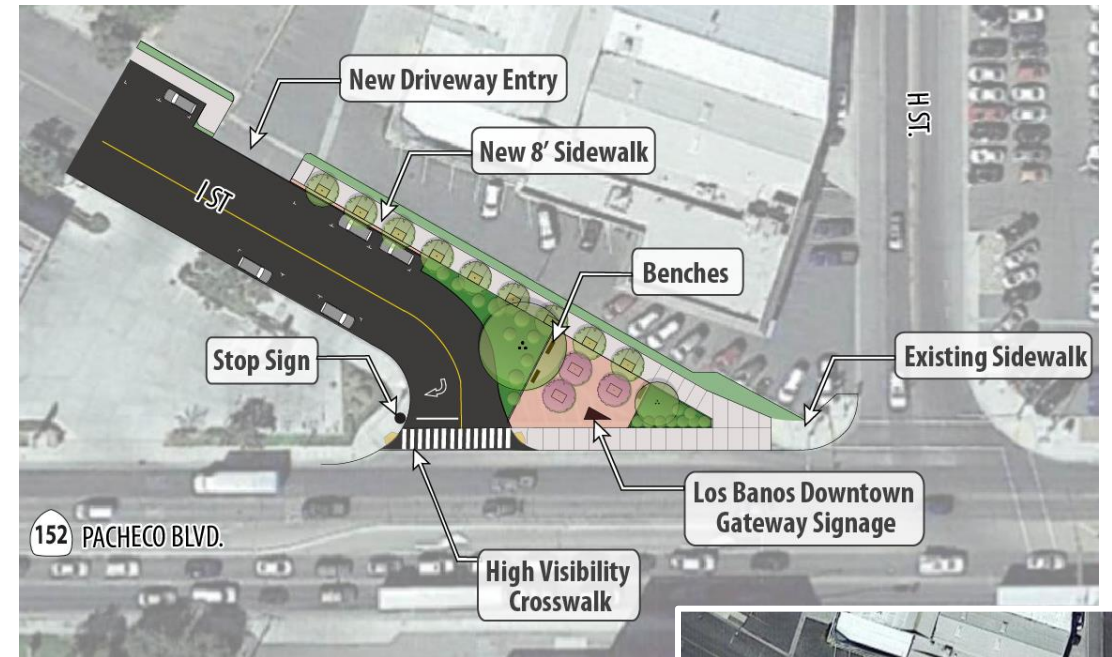 New Driveway Entry
H ST.
New 8' Sidewalk
I ST
Benches
Stop Sign
Existing Sidewalk
Los Banos Downtown
Gateway Signage
152 PACHECO BLVD.
High Visibility
Crosswalk